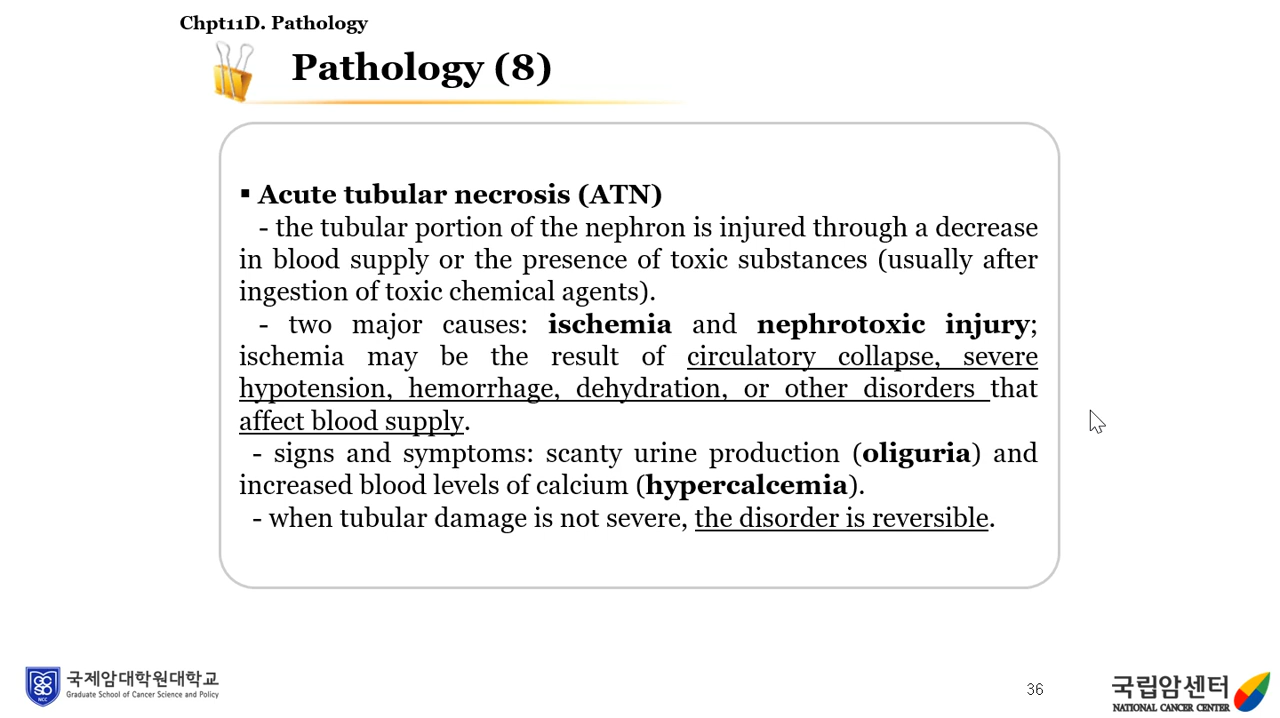 Chpt11D. Pathology
Pathology (8)
▪ Acute tubular necrosis (ATN)
- the tubular portion of the nephron is injured through a decrease
in blood supply or the presence of toxic substances (usually after
ingestion of toxic chemical agents).
- two major causes: ischemia and nephrotoxic injury;
ischemia may be the result of circulatory collapse, severe
hypotension, hemorrhage, dehydration, or other disorders that
affect blood supply.
- signs and symptoms: scanty urine production (oliguria) and
increased blood levels of calcium (hypercalcemia).
- when tubular damage is not severe, the disorder is reversible.
NCC
국제암대학원대학교
Graduate School of Cancer Science and Policy
36
국립암센터
NATIONAL CANCER CENTER